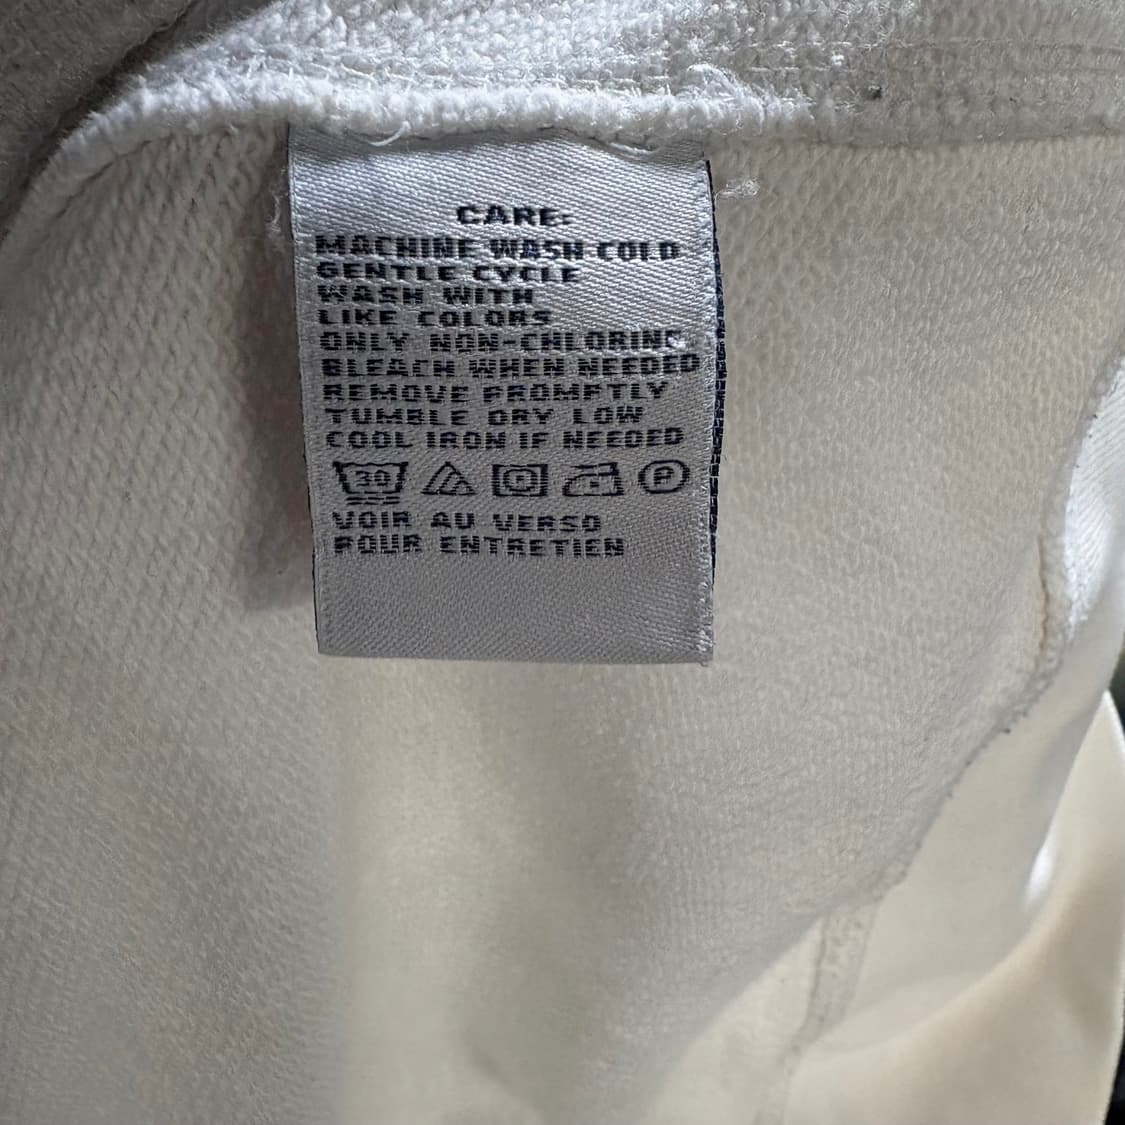 CARE:
MACHINE WASH COLD
GENTLE CYCLE
WASH WITH
LIKE COLORS
ONLY NON-CHLORINE
BLEACH WHEN NEEDED
REMOVE PROMPTLY
TUMBLE DRY LOW
COOL IRON IF NEEDED
30 P
VOIR AU VERSO
POUR ENTRETIEN